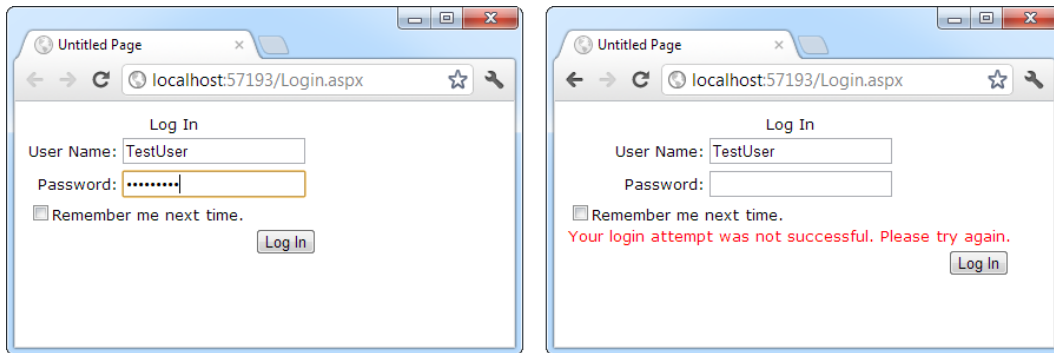 Untitled Page
localhost:57193/Login.aspx
Log In
User Name: TestUser
Password: •••••••••
Remember me next time.
Log In
Untitled Page
localhost:57193/Login.aspx
Log In
User Name: TestUser
Password:
Remember me next time.
Your login attempt was not successful. Please try again.
Log In